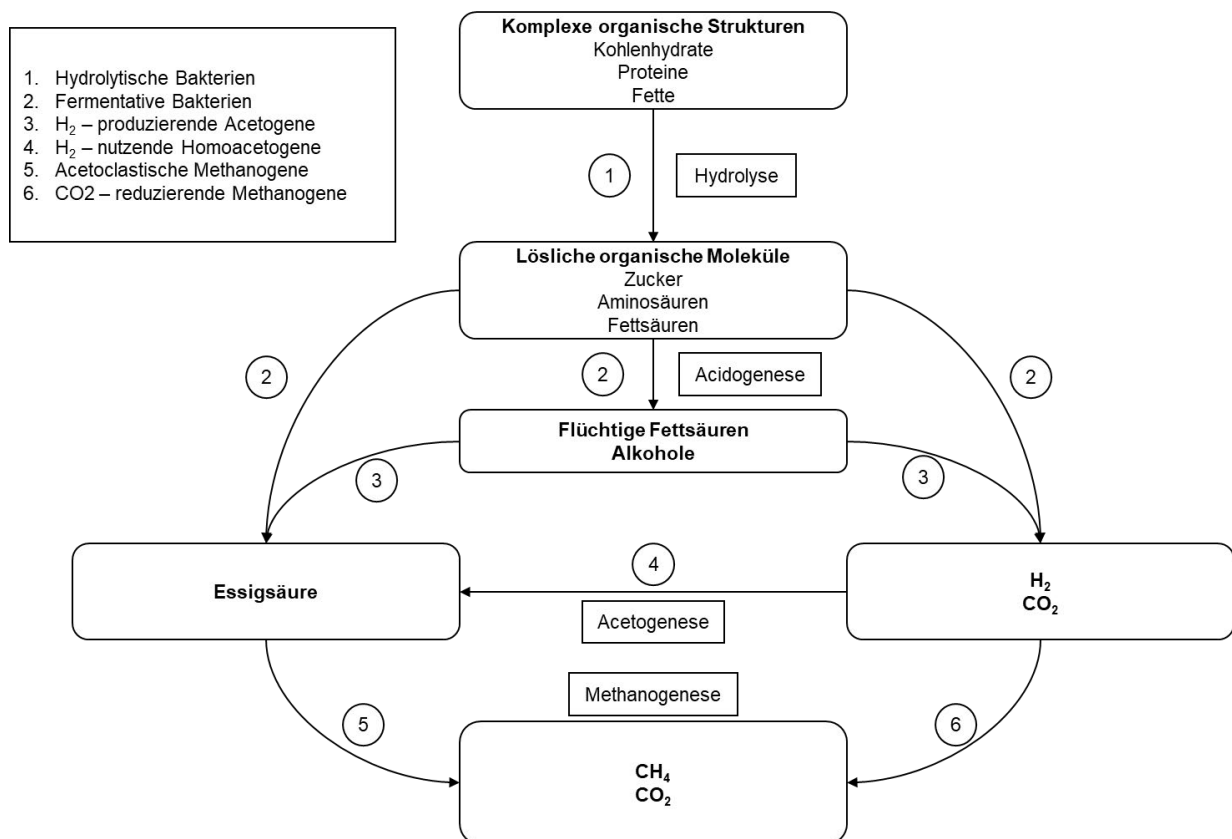 Komplexe organische Strukturen
Kohlenhydrate
Proteine
Fette
1. Hydrolytische Bakterien
2. Fermentative Bakterien
3. H₂ – produzierende Acetogene
4. H₂ – nutzende Homoacetogene
5. Acetoclastische Methanogene
6. CO2 – reduzierende Methanogene
1
Hydrolyse
Lösliche organische Moleküle
Zucker
Aminosäuren
Fettsäuren
2
2
Acidogenese
2
Flüchtige Fettsäuren
Alkohole
3
3
Essigsäure
4
Acetogenese
H₂
CO₂
Methanogenese
5
6
CH₄
CO₂